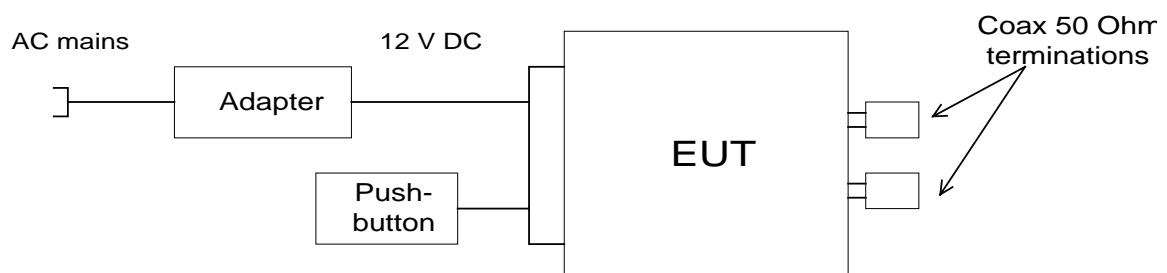 AC mains
12 V DC
Coax 50 Ohm
terminations
Adapter
EUT
Push-
button